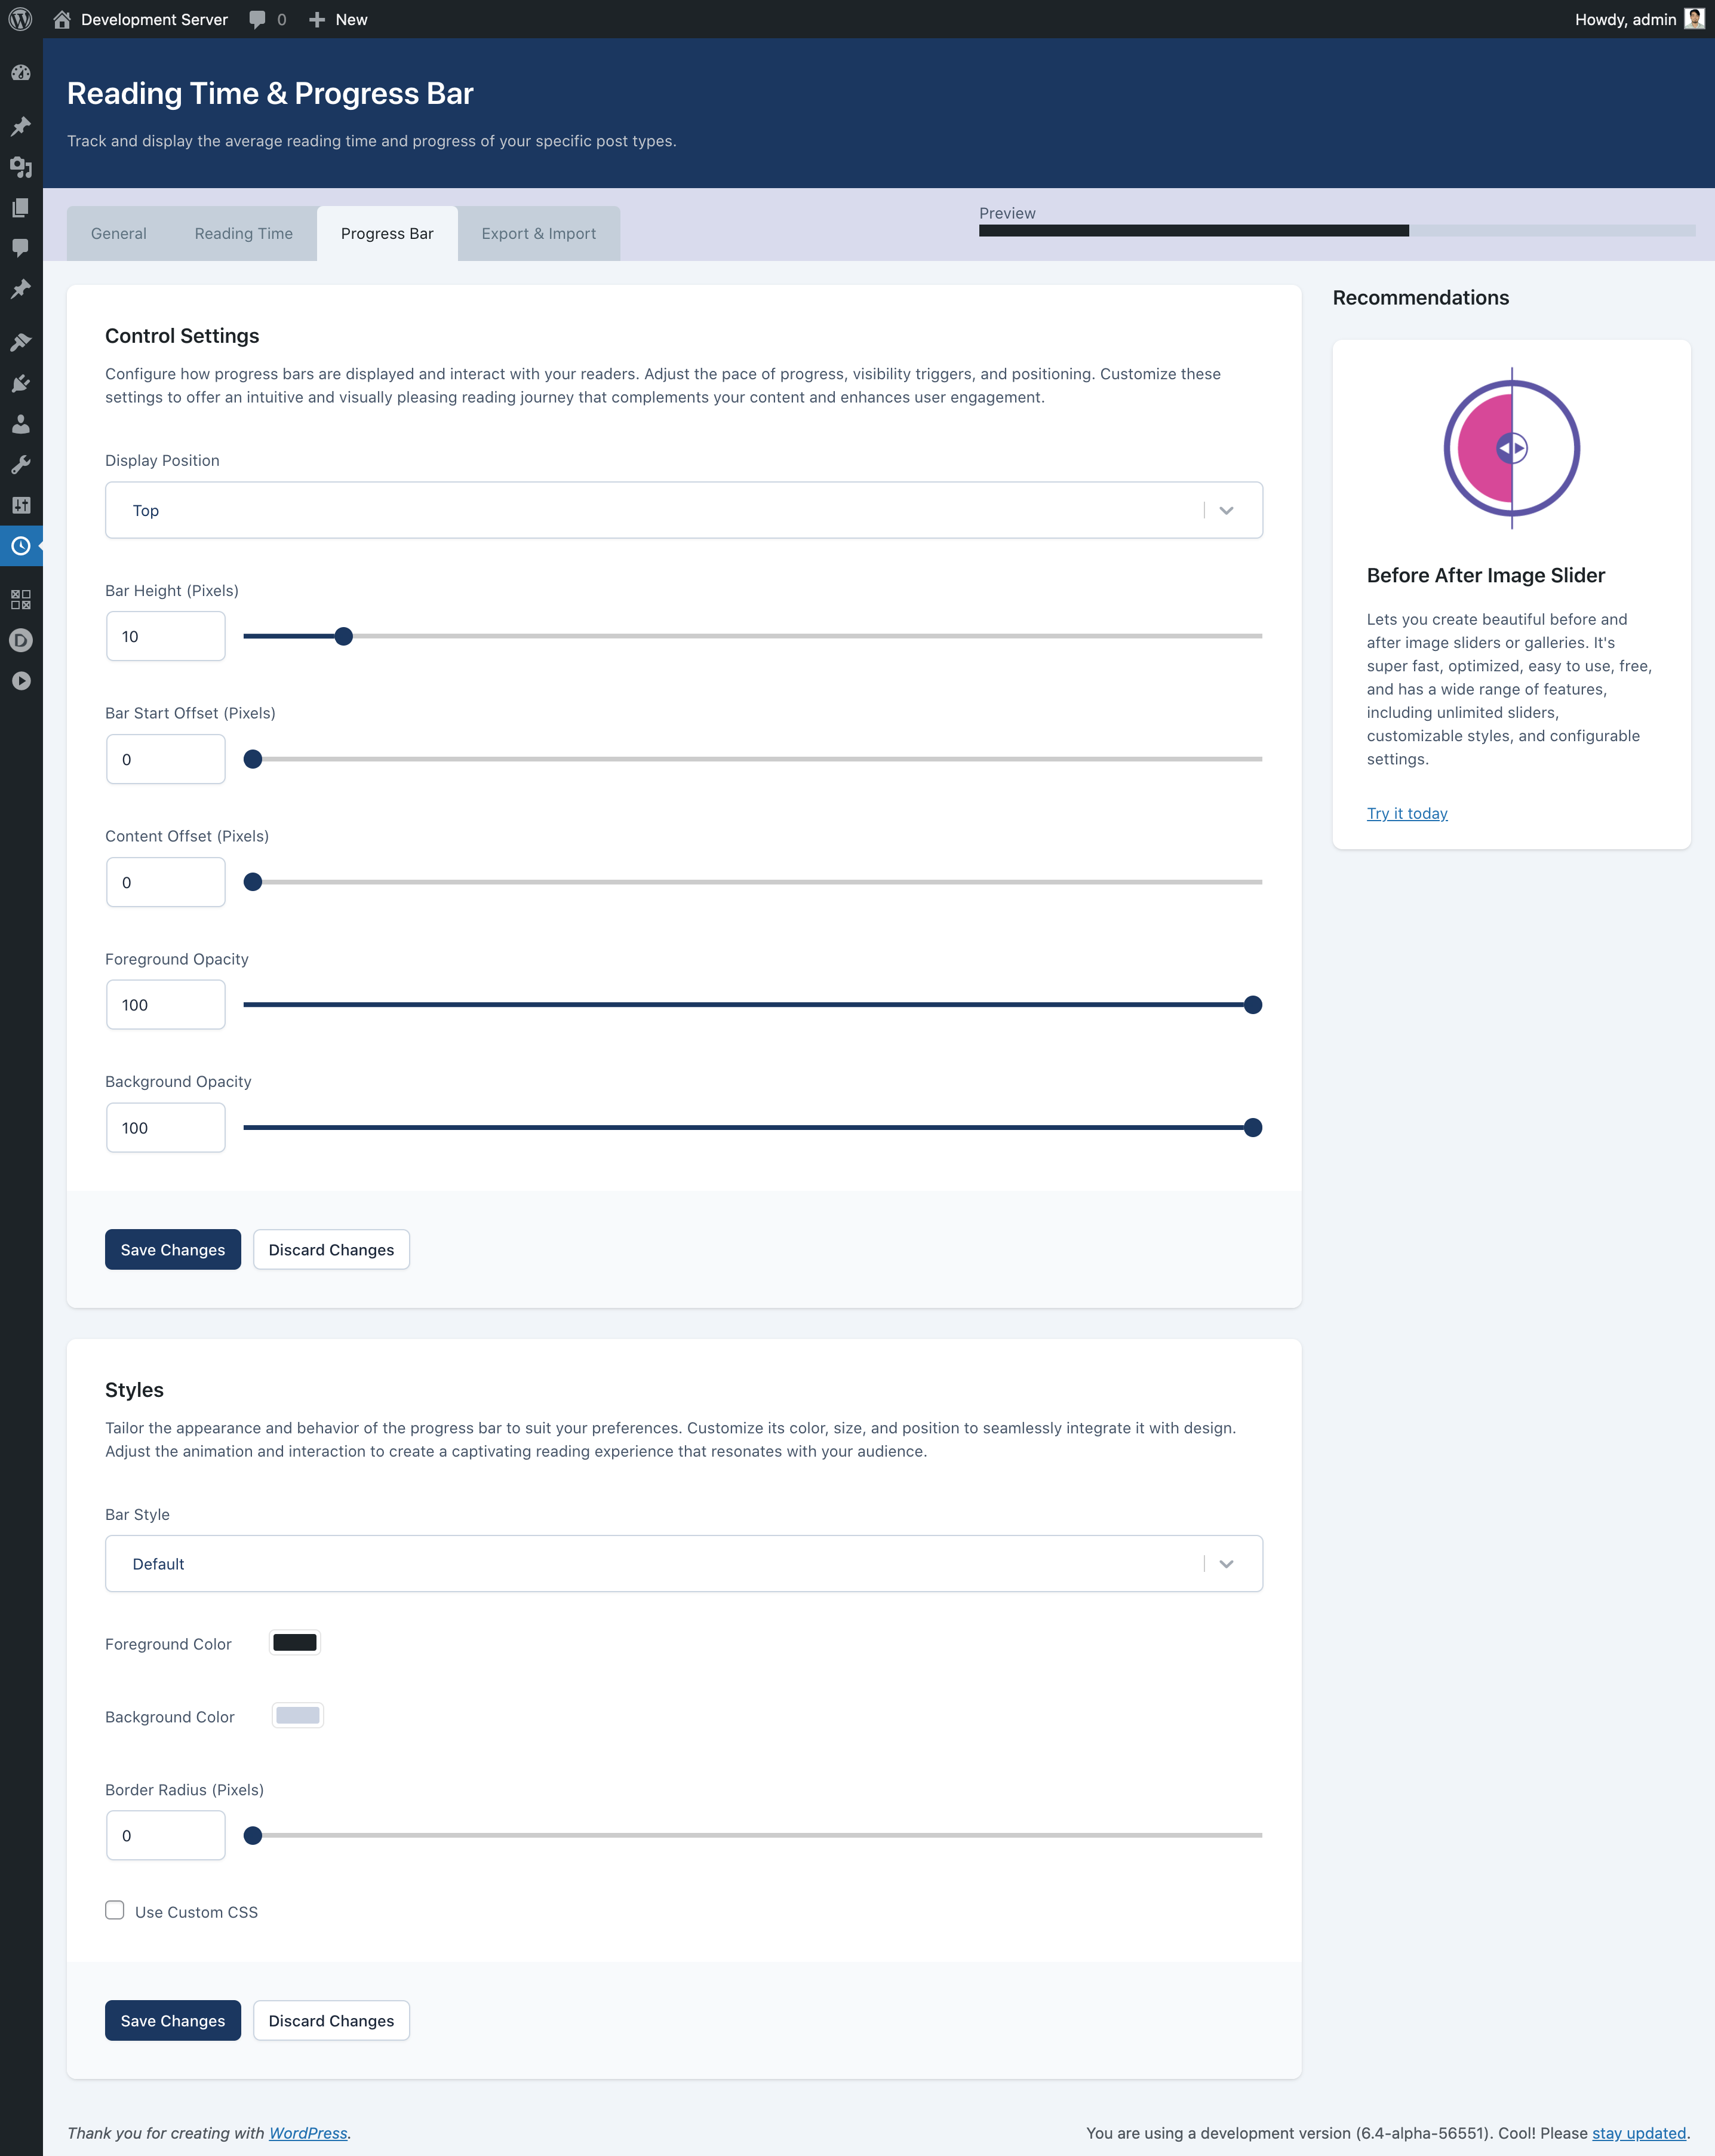 Development Server
0
New
Howdy, admin
Reading Time & Progress Bar
Track and display the average reading time and progress of your specific post types.
General
Reading Time
Progress Bar
Export & Import
Preview
Control Settings
Configure how progress bars are displayed and interact with your readers. Adjust the pace of progress, visibility triggers, and positioning. Customize these
settings to offer an intuitive and visually pleasing reading journey that complements your content and enhances user engagement.
Display Position
Top
Bar Height (Pixels)
10
Bar Start Offset (Pixels)
0
Content Offset (Pixels)
0
Foreground Opacity
100
Background Opacity
100
Save Changes
Discard Changes
Recommendations
Before After Image Slider
Lets you create beautiful before and
after image sliders or galleries. It's
super fast, optimized, easy to use, free,
and has a wide range of features,
including unlimited sliders,
customizable styles, and configurable
settings.
Try it today
Styles
Tailor the appearance and behavior of the progress bar to suit your preferences. Customize its color, size, and position to seamlessly integrate it with design.
Adjust the animation and interaction to create a captivating reading experience that resonates with your audience.
Bar Style
Default
Foreground Color
Background Color
Border Radius (Pixels)
0
Use Custom CSS
Save Changes
Discard Changes
Thank you for creating with WordPress.
You are using a development version (6.4-alpha-56551). Cool! Please stay updated.